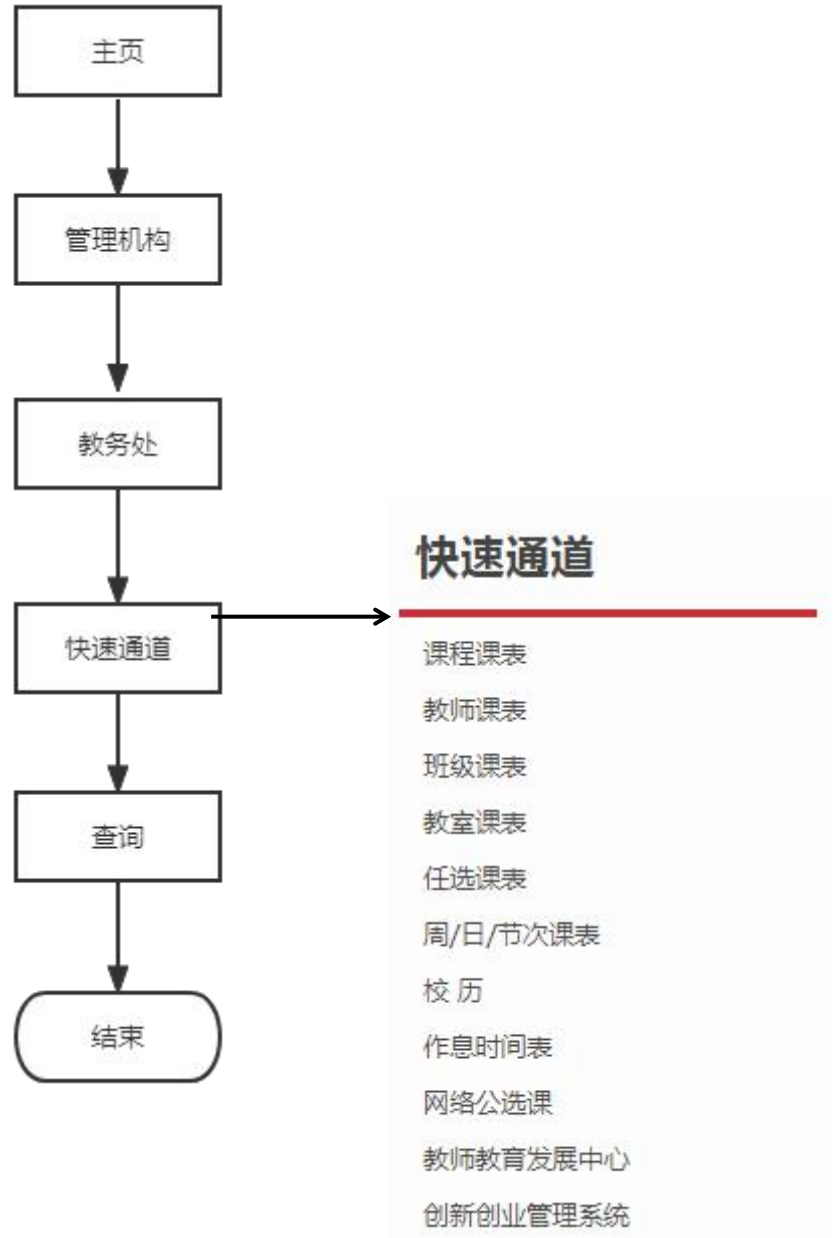 主页
管理机构
教务处
快速通道
查询
结束
快速通道
课程课表
教师课表
班级课表
教室课表
任选课表
周/日/节次课表
校 历
作息时间表
网络公选课
教师教育发展中心
创新创业管理系统